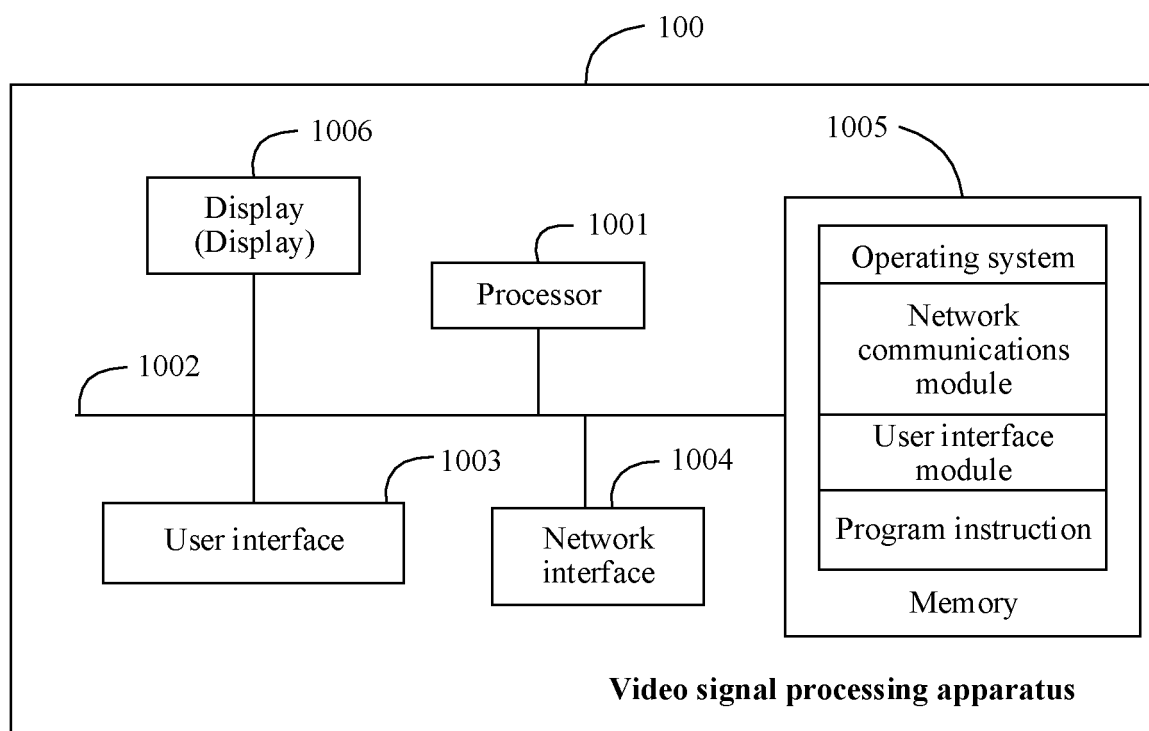 100
1006
1005
Display
(Display)
1001
Processor
Operating system
Network
communications
module
User interface
module
Program instruction
Memory
1002
1003
User interface
1004
Network
interface
Video signal processing apparatus